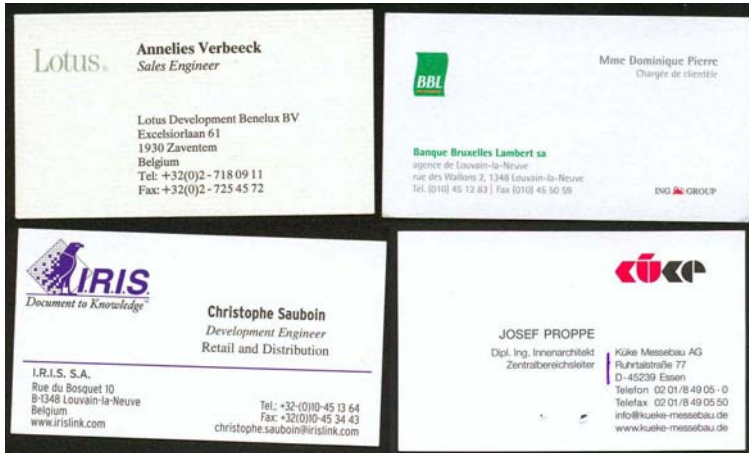 Lotus.
Annelies Verbeeck
Sales Engineer
Lotus Development Benelux BV
Excelsiorlaan 61
1930 Zaventem
Belgium
Tel: +32(0)2 - 718 09 11
Fax: +32(0)2 - 725 45 72
BBL
Mme Dominique Pierre
Chargée de clientèle
Banque Bruxelles Lambert sa
agence de Louvain-la-Neuve
rue des Wallons 2, 1348 Louvain-la-Neuve
Tél. (010) 45 12 83 | Fax (010) 45 50 59
ING GROUP
I.R.I.S.
Document to Knowledge™
Christophe Sauboin
Development Engineer
Retail and Distribution
I.R.I.S. S.A.
Rue du Bosquet 10
B-1348 Louvain-la-Neuve
Belgium
www.irislink.com
Tel.: +32-(0)10-45 13 64
Fax: +32(0)10-45 34 43
christophe.sauboin@irislink.com
KÜKE
JOSEF PROPPE
Dipl. Ing. Innenarchitekt
Zentralbereichsleiter
Küke Messebau AG
Ruhrtalstraße 77
D-45239 Essen
Telefon 02 01/8 49 05 - 0
Telefax 02 01/8 49 05 50
info@kueke-messebau.de
www.kueke-messebau.de